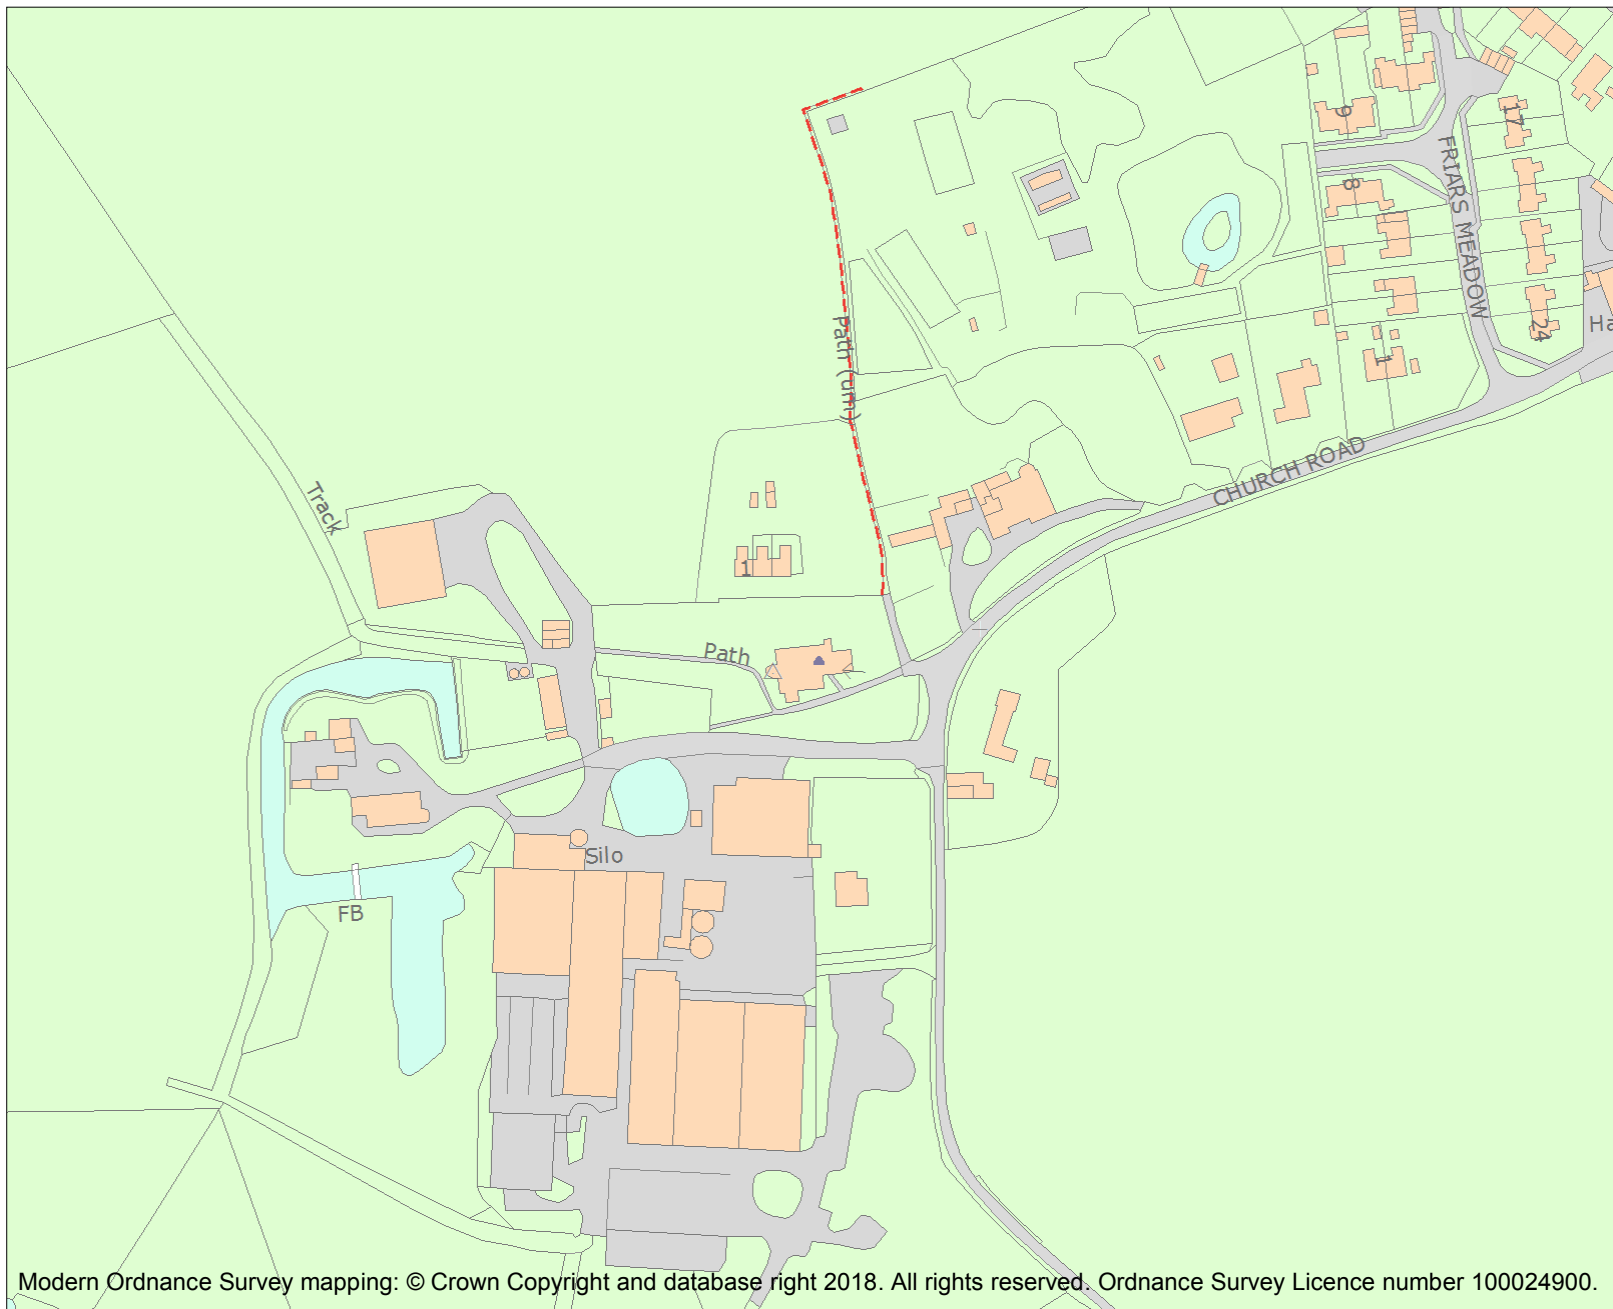 9
17
FRIARS MEADOW
8
Path (um)
24
Ha
1
CHURCH ROAD
Track
1
Path
Silo
FB
Modern Ordnance Survey mapping: © Crown Copyright and database right 2018. All rights reserved. Ordnance Survey Licence number 100024900.